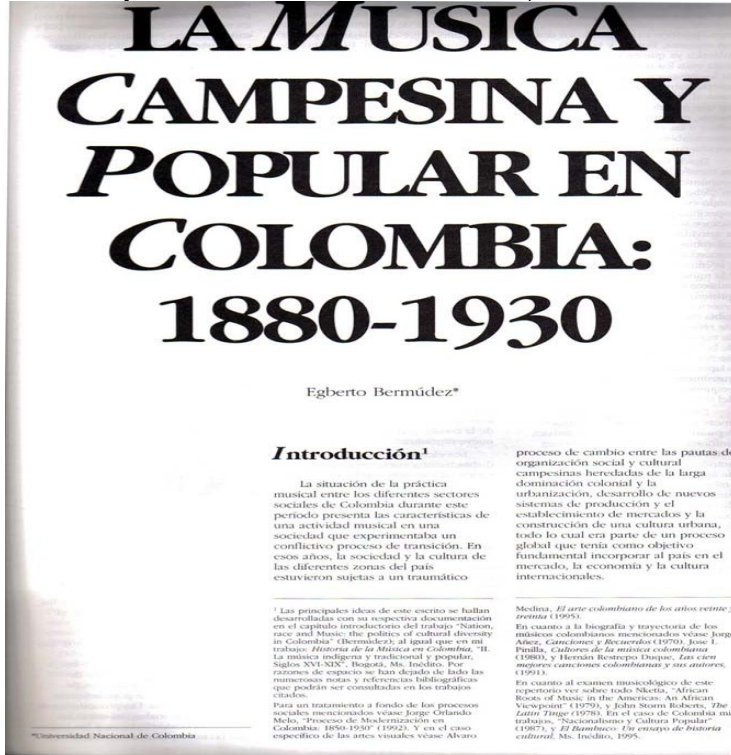 LA MUSICA
CAMPESINA Y
POPULAR EN
COLOMBIA:
1880-1930
Egberto Bermúdez*
Introducción¹
La situación de la práctica
musical entre los diferentes sectores
sociales de Colombia durante este
período presenta las características de
una actividad musical en una
sociedad que experimentaba un
conflictivo proceso de transición. En
esos años, la sociedad y la cultura de
las diferentes zonas del país
estuvieron sujetas a un traumático
proceso de cambio entre las pautas de
organización social y cultural
campesinas heredadas de la larga
dominación colonial y la
urbanización, desarrollo de nuevos
sistemas de producción y el
establecimiento de mercados y la
construcción de una cultura urbana,
todo lo cual era parte de un proceso
global que tenía como objetivo
fundamental incorporar al país en el
mercado, la economía y la cultura
internacionales.
¹ Las principales ideas de este escrito se hallan
desarrolladas con su respectiva documentación
en el capítulo introductorio del trabajo "Nation,
race and Music: the politics of cultural diversity
in Colombia" (Bermúdez); al igual que en mi
trabajo: Historia de la Música en Colombia, "II.
La música indígena y tradicional y popular,
Siglos XVI-XIX", Bogotá, Ms. Inédito. Por
razones de espacio se han dejado de lado las
numerosas notas y referencias bibliográficas
que podrán ser consultadas en los trabajos
citados.
Para un tratamiento a fondo de los procesos
sociales mencionados véase Jorge Orlando
Melo, "Proceso de Modernización en
Colombia: 1850-1930" (1992). Y en el caso
específico de las artes visuales véase Alvaro
Medina, El arte colombiano de los años veinte y
treinta (1995).
En cuanto a la biografía y trayectoria de los
músicos colombianos mencionados véase Jorge
Añez, Canciones y Recuerdos (1970). Jose I.
Pinilla, Cultores de la música colombiana
(1980), y Hernán Restrepo Duque, Las cien
mejores canciones colombianas y sus autores,
(1991).
En cuanto al examen musicológico de este
repertorio ver sobre todo Nketia, "African
Roots of Music in the Americas: An African
Viewpoint" (1979), y John Storm Roberts, The
Latin Tinge (1978). En el caso de Colombia mis
trabajos, "Nacionalismo y Cultura Popular"
(1987), y El Bambuco: Un ensayo de historia
cultural, Ms. Inédito, 1995.
*Universidad Nacional de Colombia